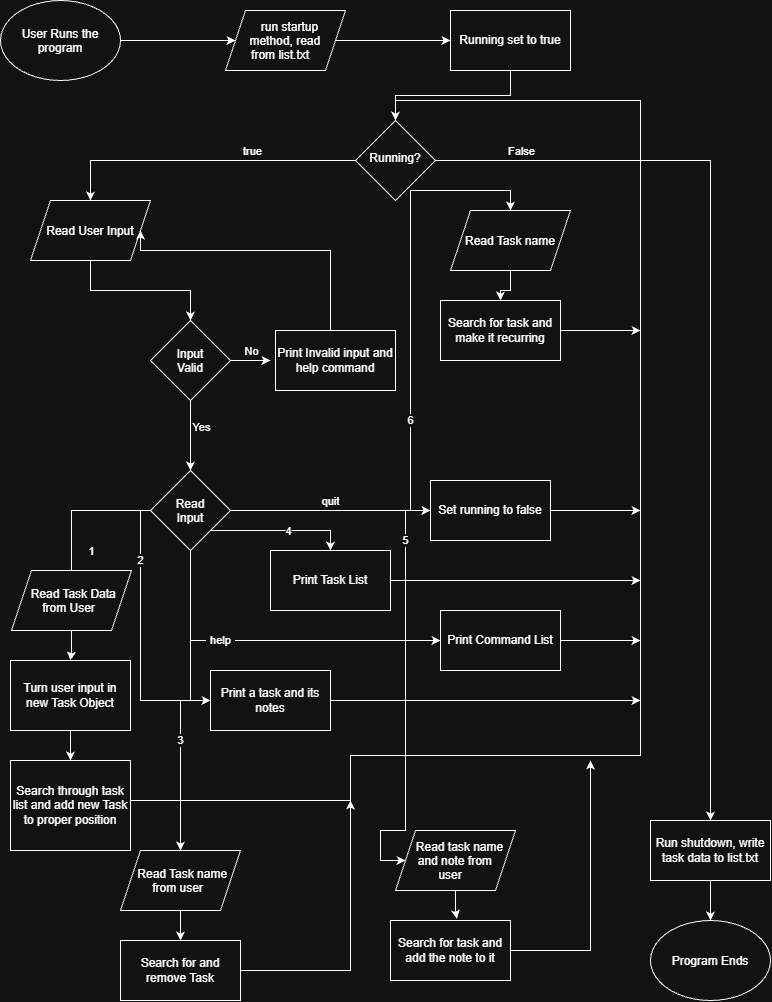 User Runs the
program
run startup
method, read
from list.txt
Running set to true
Running?
true
False
Read User Input
Read Task name
Search for task and
make it recurring
Input
Valid
No
Print Invalid input and
help command
Yes
6
Read
Input
quit
Set running to false
4
5
1
2
Print Task List
Read Task Data
from User
help
Print Command List
Turn user input in
new Task Object
Print a task and its
notes
3
Search through task
list and add new Task
to proper position
Read task name
and note from
user
Run shutdown, write
task data to list.txt
Read Task name
from user
Search for task and
add the note to it
Search for and
remove Task
Program Ends